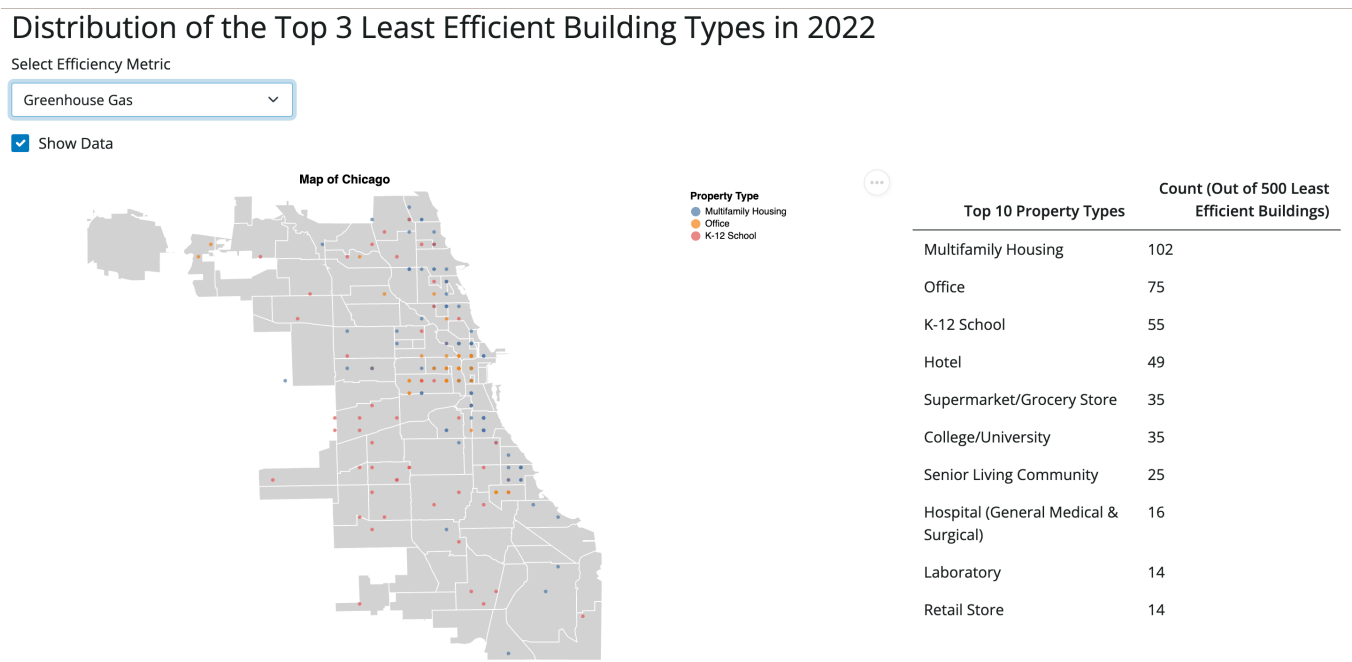 Distribution of the Top 3 Least Efficient Building Types in 2022
Select Efficiency Metric
Greenhouse Gas
Show Data
Map of Chicago
Property Type
Multifamily Housing
Office
K-12 School
Top 10 Property Types
Count (Out of 500 Least
Efficient Buildings)
Multifamily Housing 102
Office 75
K-12 School 55
Hotel 49
Supermarket/Grocery Store 35
College/University 35
Senior Living Community 25
Hospital (General Medical & 16
Surgical)
Laboratory 14
Retail Store 14